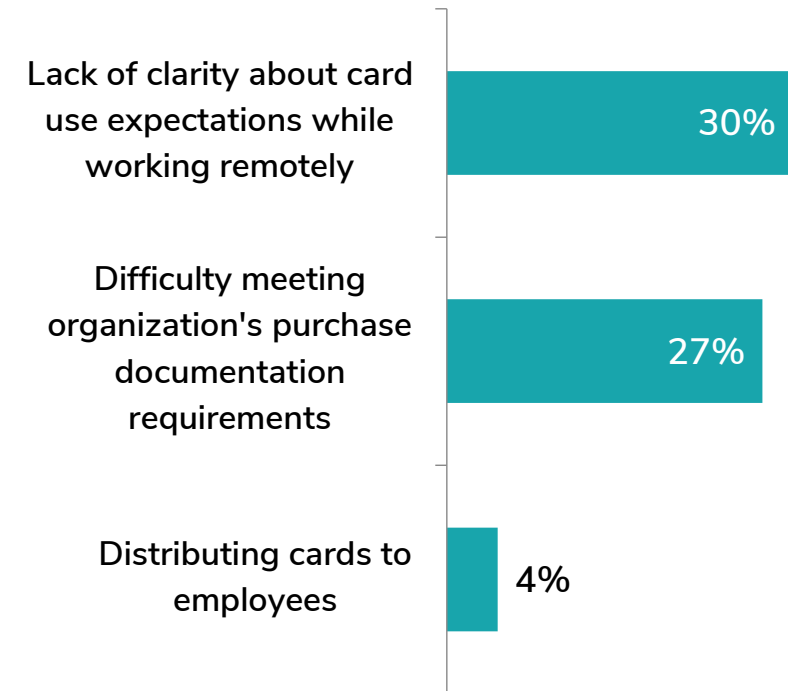 Lack of clarity about card
use expectations while
working remotely
30%
Difficulty meeting
organization's purchase
documentation
requirements
27%
Distributing cards to
employees
4%